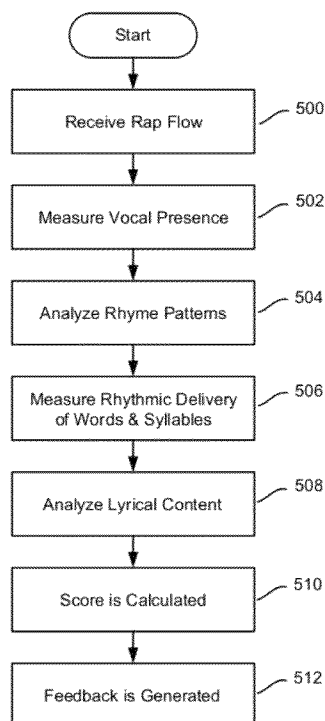 Start
Receive Rap Flow
500
Measure Vocal Presence
502
Analyze Rhyme Patterns
504
Measure Rhythmic Delivery
of Words & Syllables
506
Analyze Lyrical Content
508
Score is Calculated
510
Feedback is Generated
512